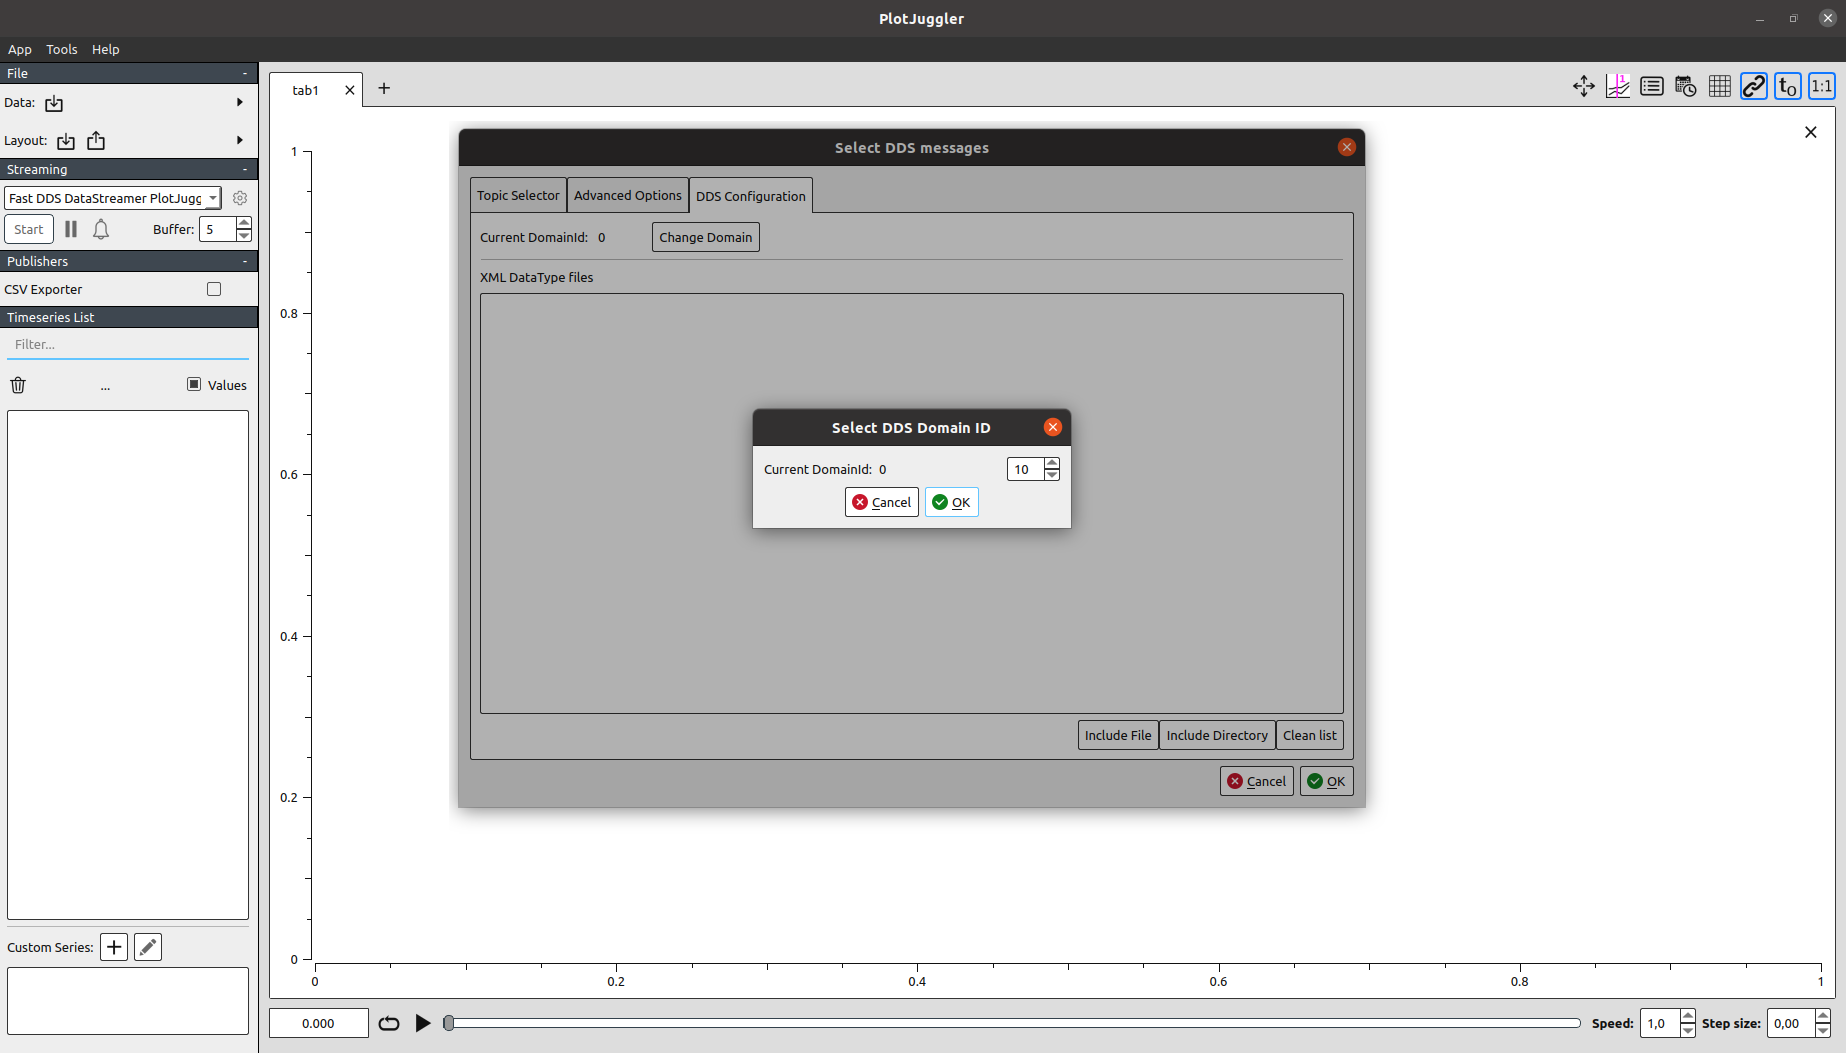 PlotJuggler
App Tools Help
File -
Data:
Layout:
Streaming -
Fast DDS DataStreamer PlotJugg
Start Buffer: 5
Publishers -
CSV Exporter
Timeseries List
Filter...
... Values
Custom Series:
tab1
1
t0 1:1
1
0.8
0.6
0.4
0.2
0
0 0.2 0.4 0.6 0.8 1
Select DDS messages
Topic Selector Advanced Options DDS Configuration
Current DomainId: 0 Change Domain
XML DataType files
Select DDS Domain ID
Current DomainId: 0 10
Cancel OK
Include File Include Directory Clean list
Cancel OK
0.000 Speed: 1,0 Step size: 0,00